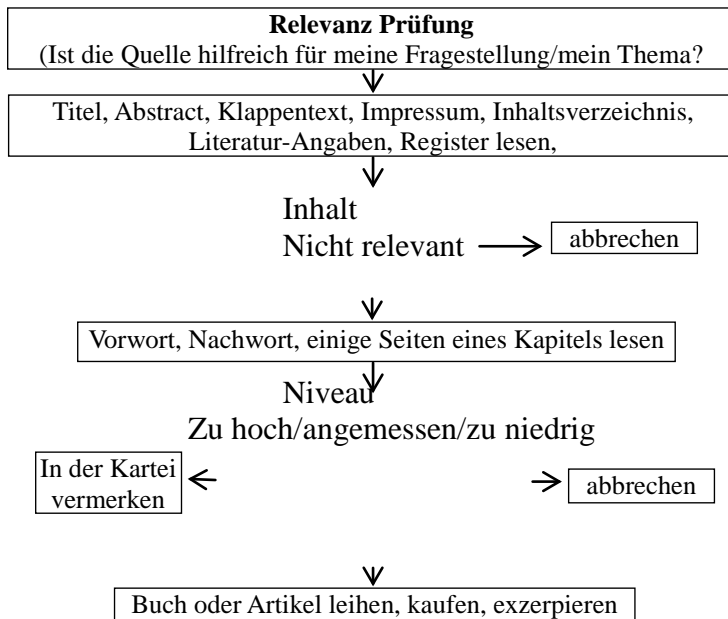 Relevanz Prüfung
(Ist die Quelle hilfreich für meine Fragestellung/mein Thema?
Titel, Abstract, Klappentext, Impressum, Inhaltsverzeichnis,
Literatur-Angaben, Register lesen,
Inhalt
Nicht relevant
abbrechen
Vorwort, Nachwort, einige Seiten eines Kapitels lesen
Niveau
Zu hoch/angemessen/zu niedrig
In der Kartei
vermerken
abbrechen
Buch oder Artikel leihen, kaufen, exzerpieren